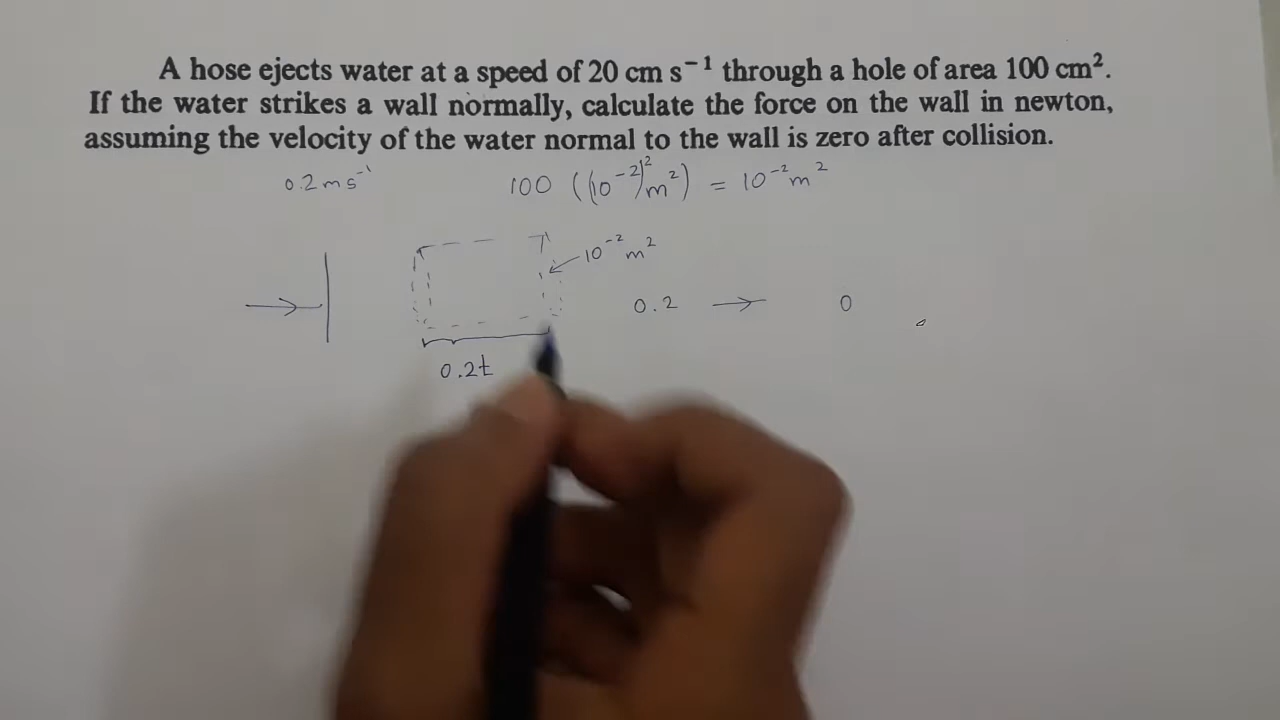 A hose ejects water at a speed of 20 cm s⁻¹ through a hole of area 100 cm².
If the water strikes a wall normally, calculate the force on the wall in newton,
assuming the velocity of the water normal to the wall is zero after collision.
0.2 m s⁻¹ 100 ((10⁻²)² m²) = 10⁻² m²
10⁻² m²
0.2 → 0
0.2t